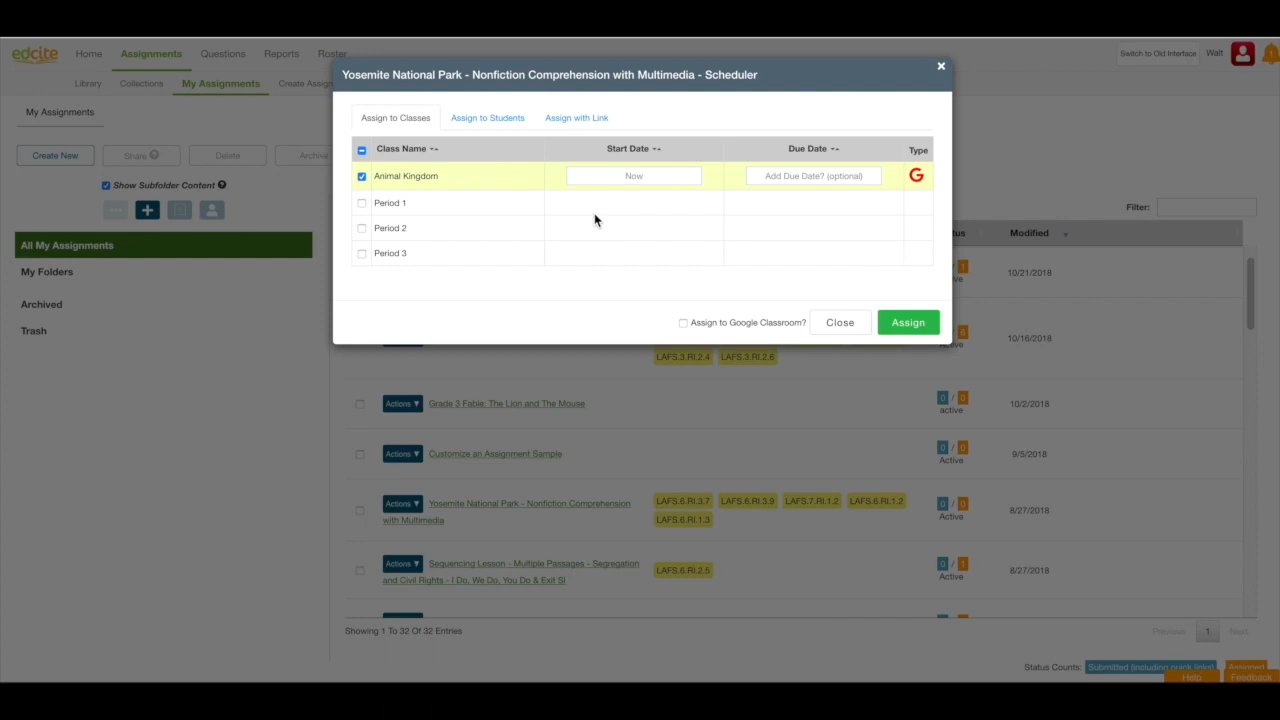 edcite
Home Assignments Questions Reports Roster
Switch to Old Interface Walt
Library Collections My Assignments Create Assign
My Assignments
Create New Share Delete Archive
Show Subfolder Content
All My Assignments
My Folders
Archived
Trash
Yosemite National Park - Nonfiction Comprehension with Multimedia - Scheduler ×
Assign to Classes Assign to Students Assign with Link
Class Name Start Date Due Date Type
Animal Kingdom Now Add Due Date? (optional) G
Period 1
Period 2
Period 3
Assign to Google Classroom? Close Assign
Filter:
tus Modified
1
ive 10/21/2018
6 10/16/2018
Active
LAFS.3.RI.2.4 LAFS.3.RI.2.6
Actions ▼ Grade 3 Fable: The Lion and The Mouse 0 / 0 active 10/2/2018
Actions ▼ Customize an Assignment Sample 0 / 0 Active 9/5/2018
Actions ▼ Yosemite National Park - Nonfiction Comprehension
with Multimedia
LAFS.6.RI.3.7 LAFS.6.RI.3.9 LAFS.7.RI.1.2 LAFS.6.RI.1.2
LAFS.6.RI.1.3
0 / 0 Active 8/27/2018
Actions ▼ Sequencing Lesson - Multiple Passages - Segregation
and Civil Rights - I Do, We Do, You Do & Exit Sl
LAFS.6.RI.2.5
0 / 1 Active 8/27/2018
Showing 1 To 32 Of 32 Entries
Previous 1 Next
Status Counts: Submitted (including quick links) Assigned
Help Feedback